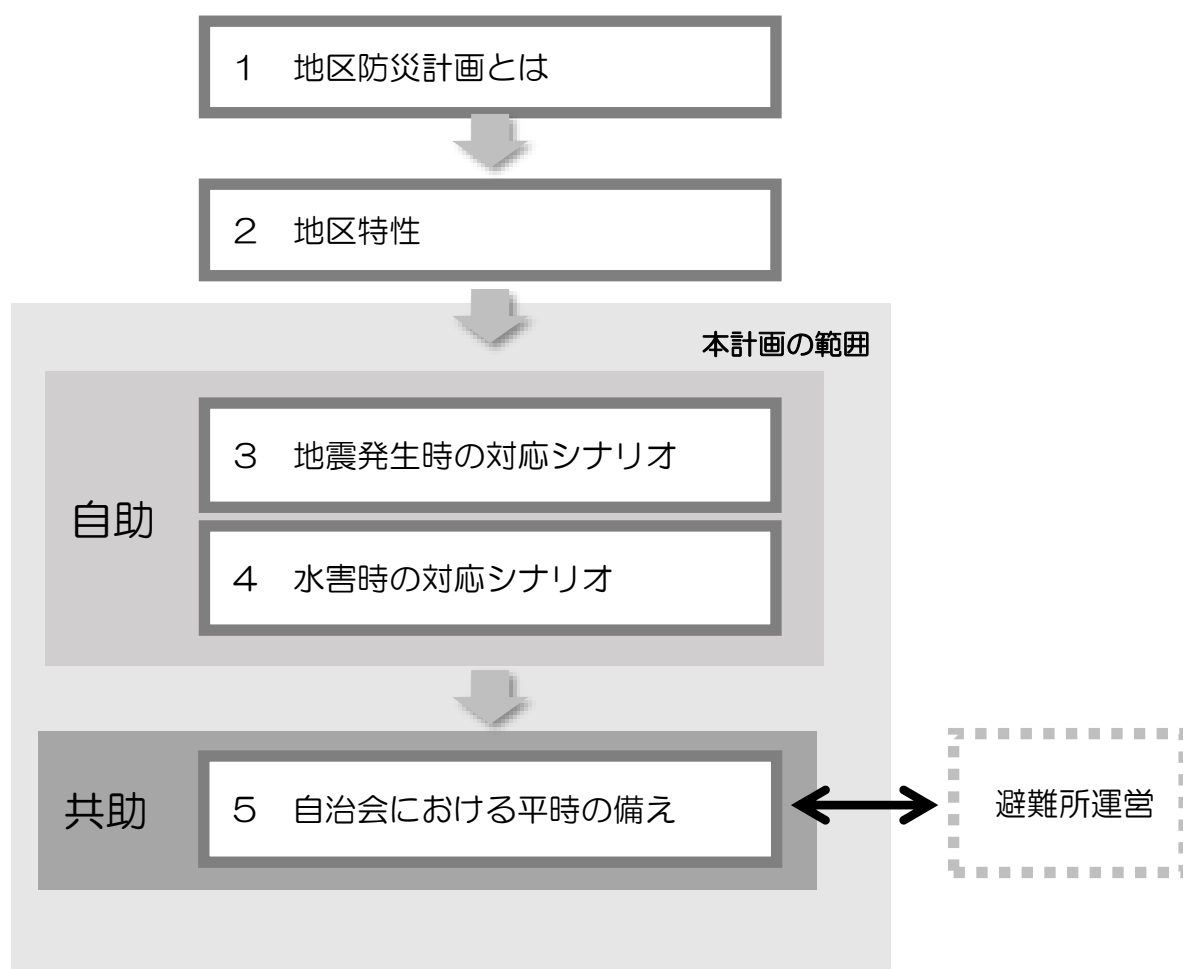 １　地区防災計画とは
２　地区特性
本計画の範囲
自助
３　地震発生時の対応シナリオ
４　水害時の対応シナリオ
共助
５　自治会における平時の備え
避難所運営